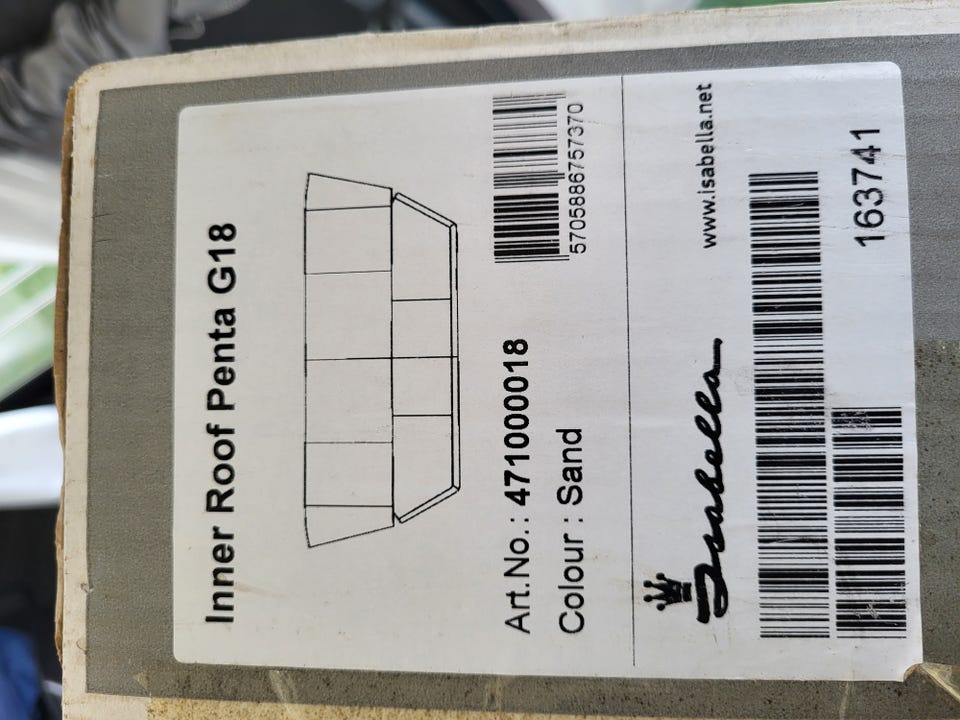 Inner Roof Penta G18
5705886757370
Art.No.: 471000018
Colour : Sand
www.isabella.net
Isabella
163741